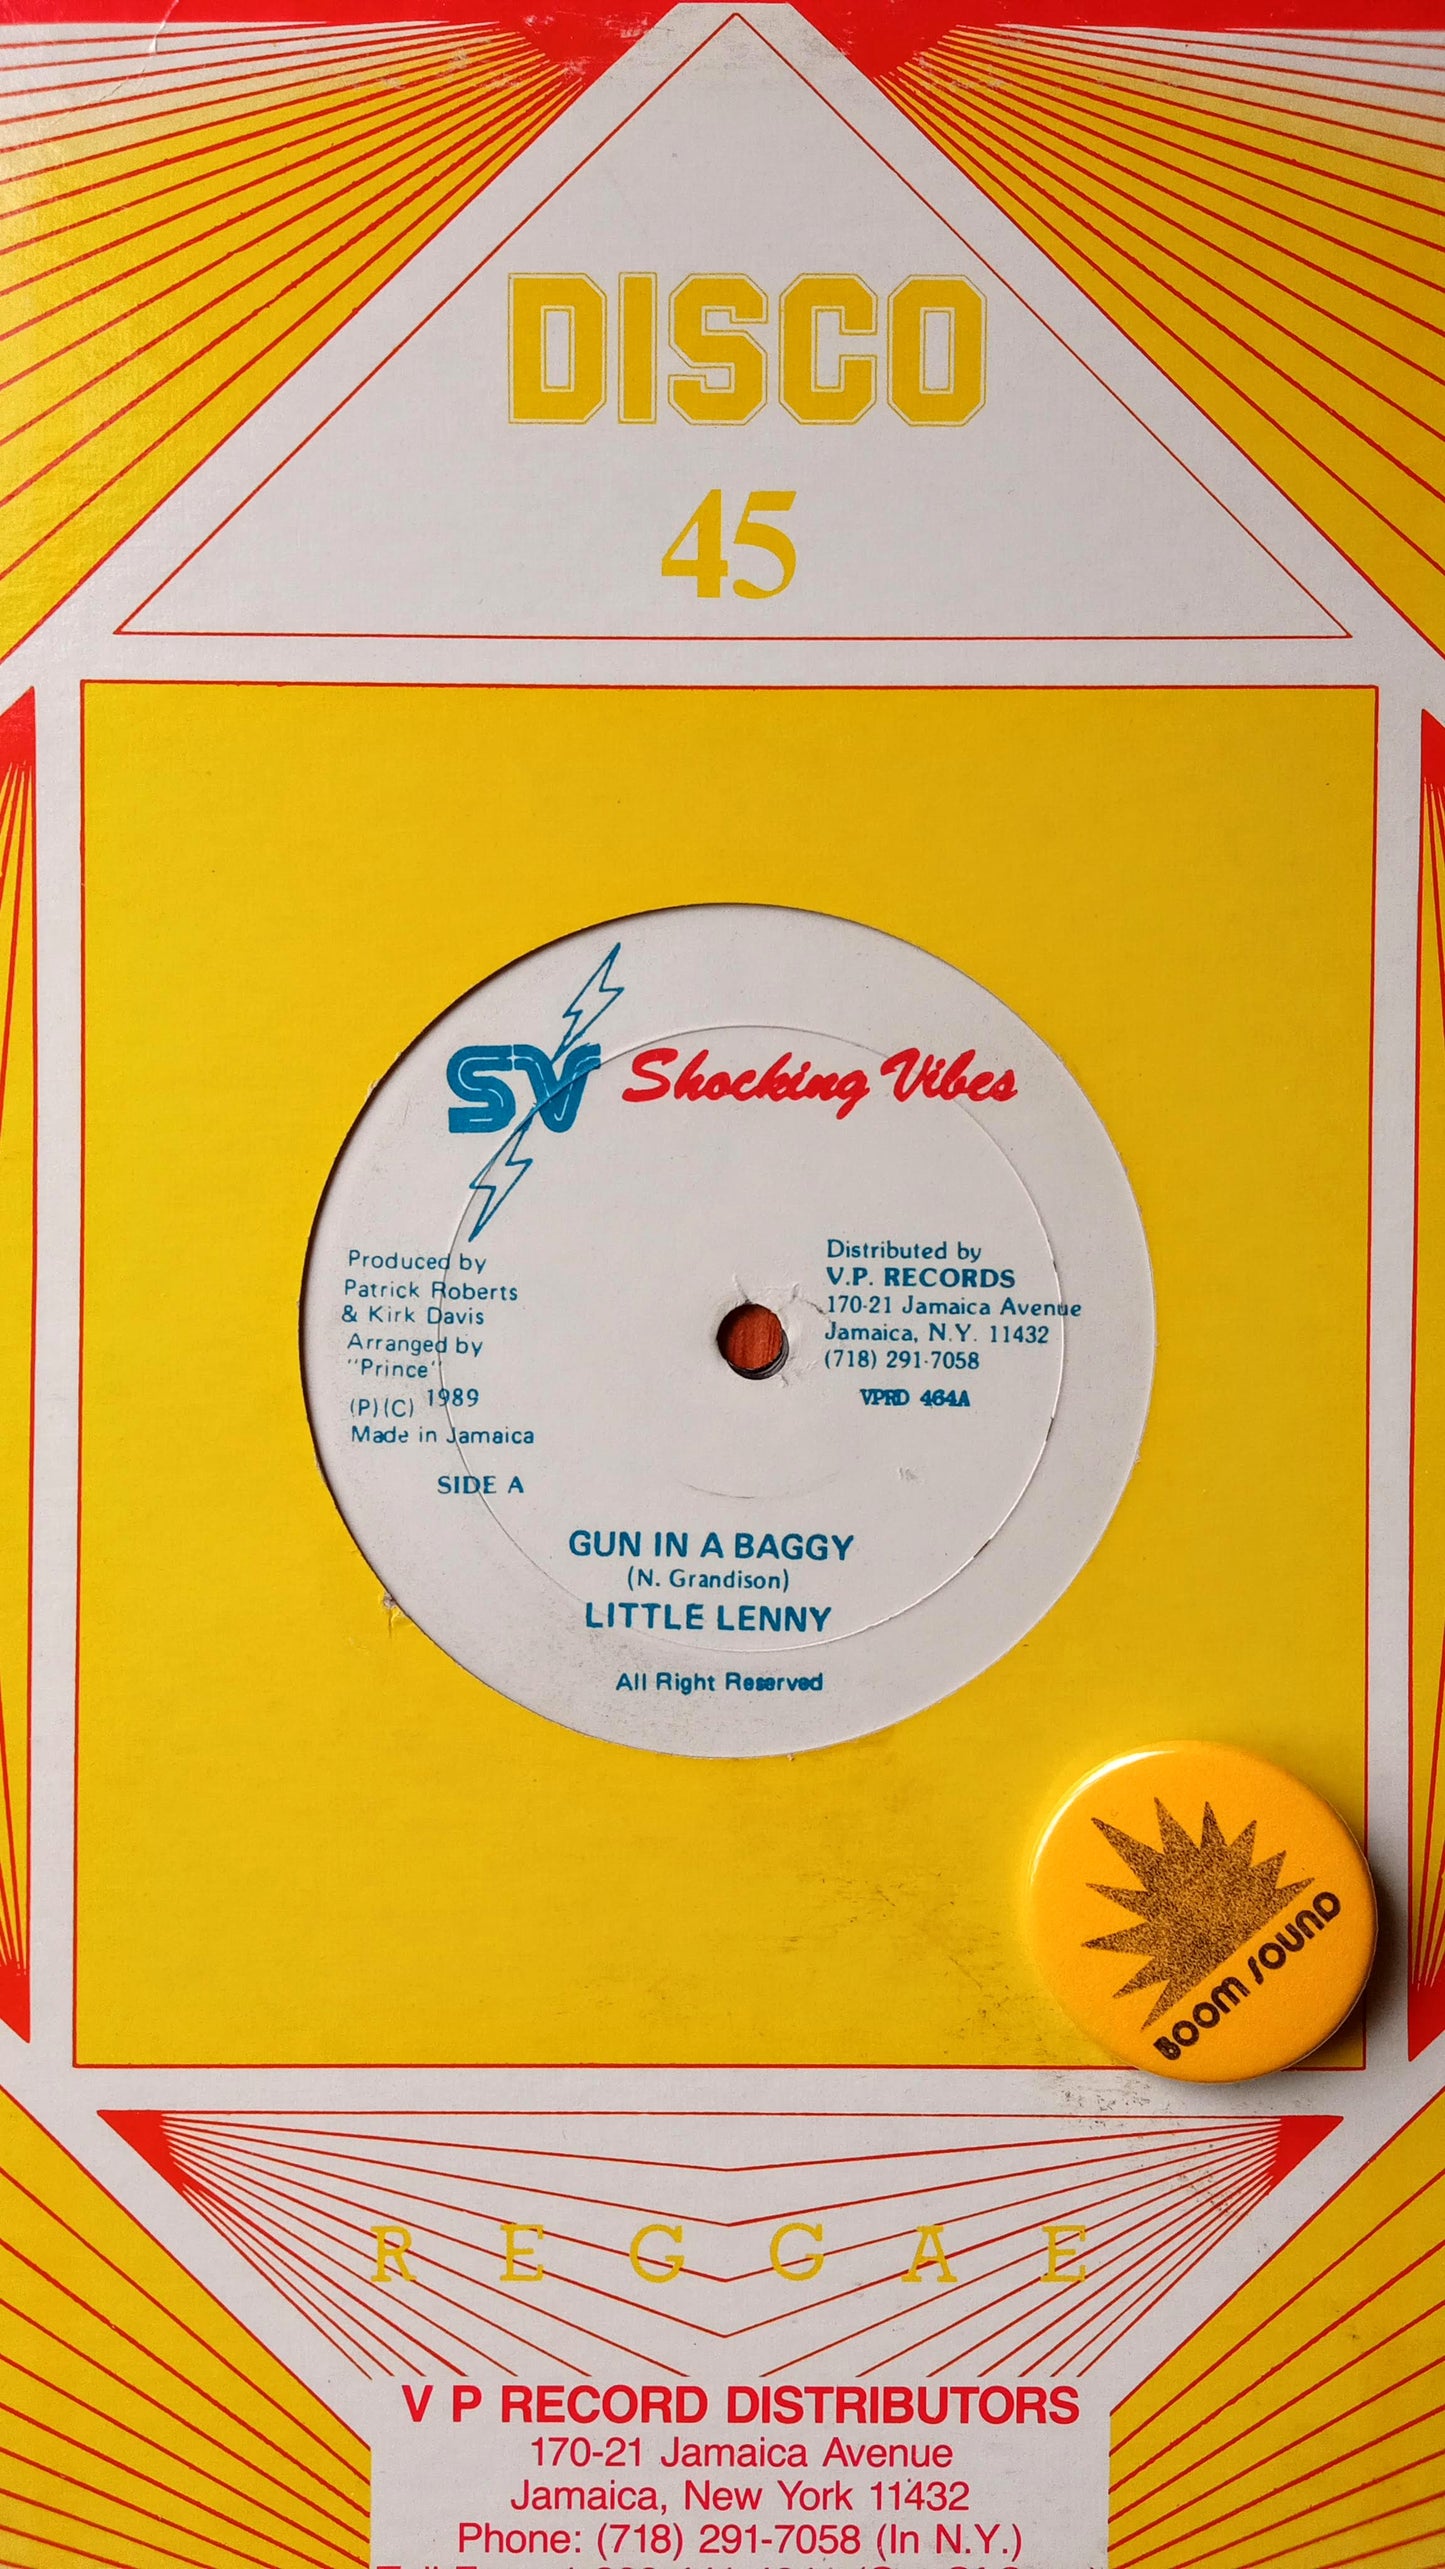 DISCO
45
SV Shocking Vibes
Produced by
Patrick Roberts
& Kirk Davis
Arranged by
"Prince"
(P)(C) 1989
Made in Jamaica
SIDE A
Distributed by
V.P. RECORDS
170-21 Jamaica Avenue
Jamaica, N.Y. 11432
(718) 291-7058
VPRD 464A
GUN IN A BAGGY
(N. Grandison)
LITTLE LENNY
All Right Reserved
BOOM SOUND
REGGAE
V P RECORD DISTRIBUTORS
170-21 Jamaica Avenue
Jamaica, New York 11432
Phone: (718) 291-7058 (In N.Y.)